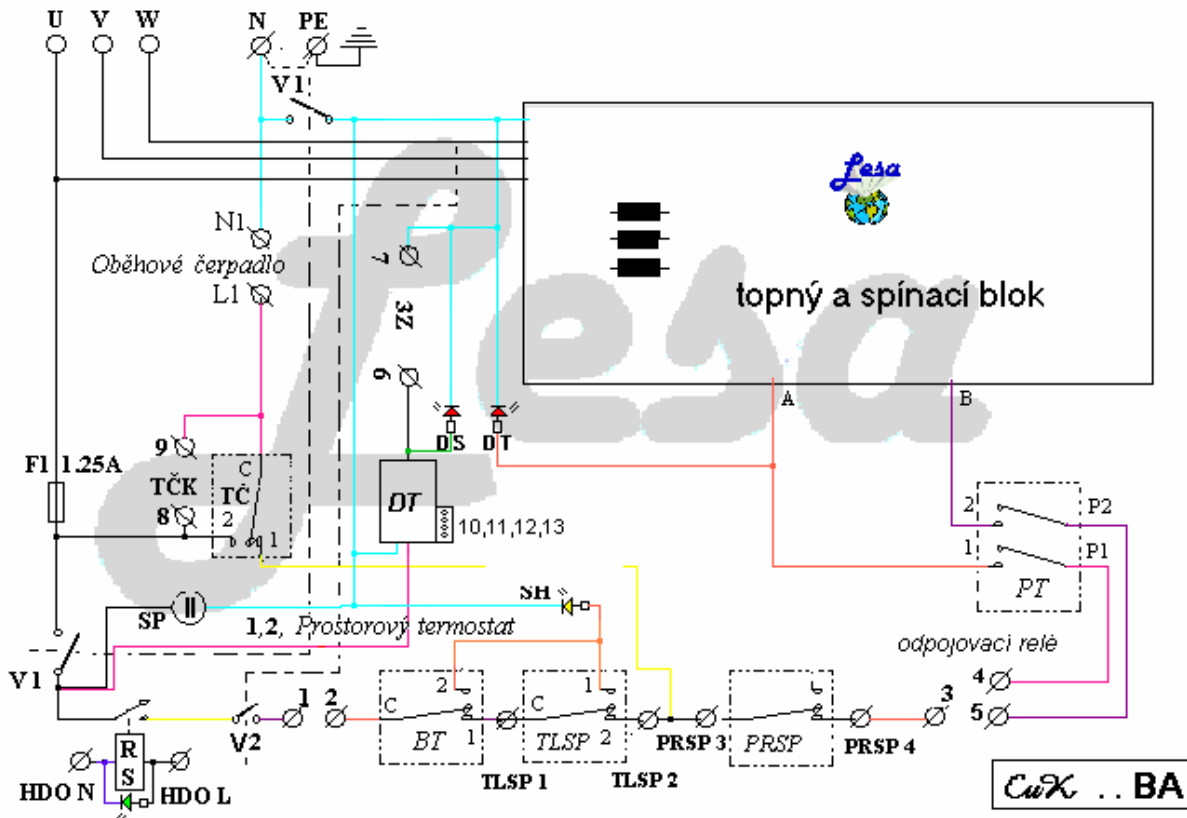 U V W N PE
V1
Lesa
N1
Oběhové čerpadlo
L1
7
3Z
6
topný a spínací blok
A
B
DS DT
9
F1 1.25A
C
TČK
TČ
8
2
1
DT
10,11,12,13
2
P2
1
P1
PT
SP
SH
1,2, Prostorový termostat
odpojovací relé
V1
4
3
5
1
2
V2
C
2
BT
1
TLSP 1
C
1
TLSP
2
TLSP 2
PRSP 3
PRSP
PRSP 4
R
S
HDO N
HDO L
CuK .. BA
Lesa